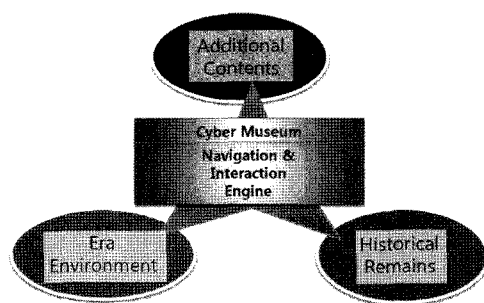 Additional
Contents
Cyber Museum
Navigation &
Interaction
Engine
Era
Environment
Historical
Remains